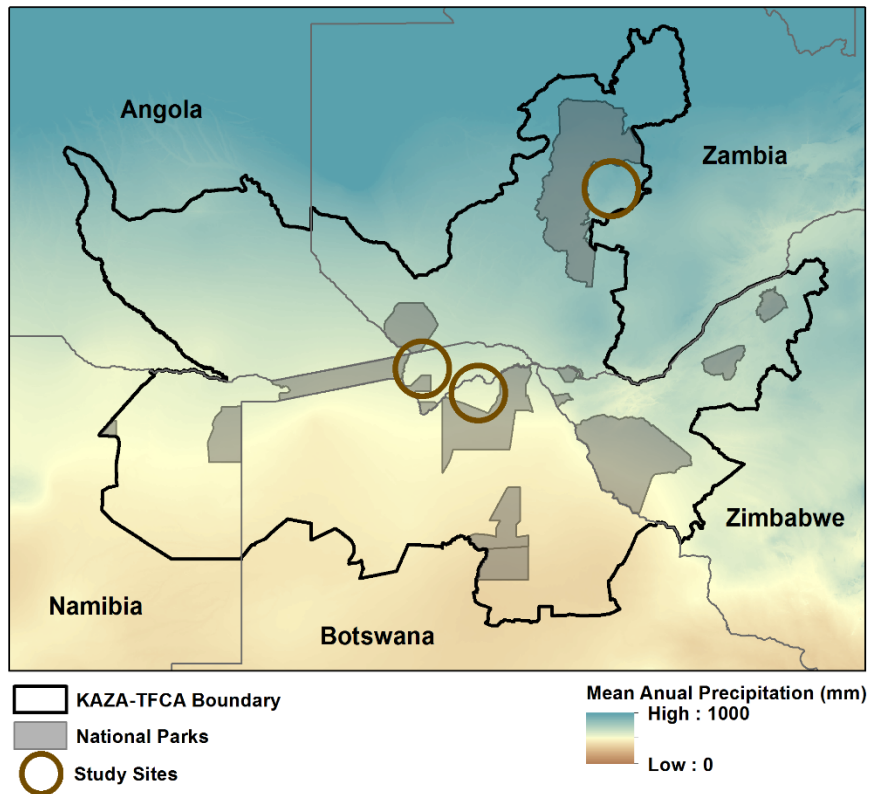 Angola
Zambia
Zimbabwe
Namibia
Botswana
KAZA-TFCA Boundary
National Parks
Study Sites
Mean Anual Precipitation (mm)
High : 1000
Low : 0